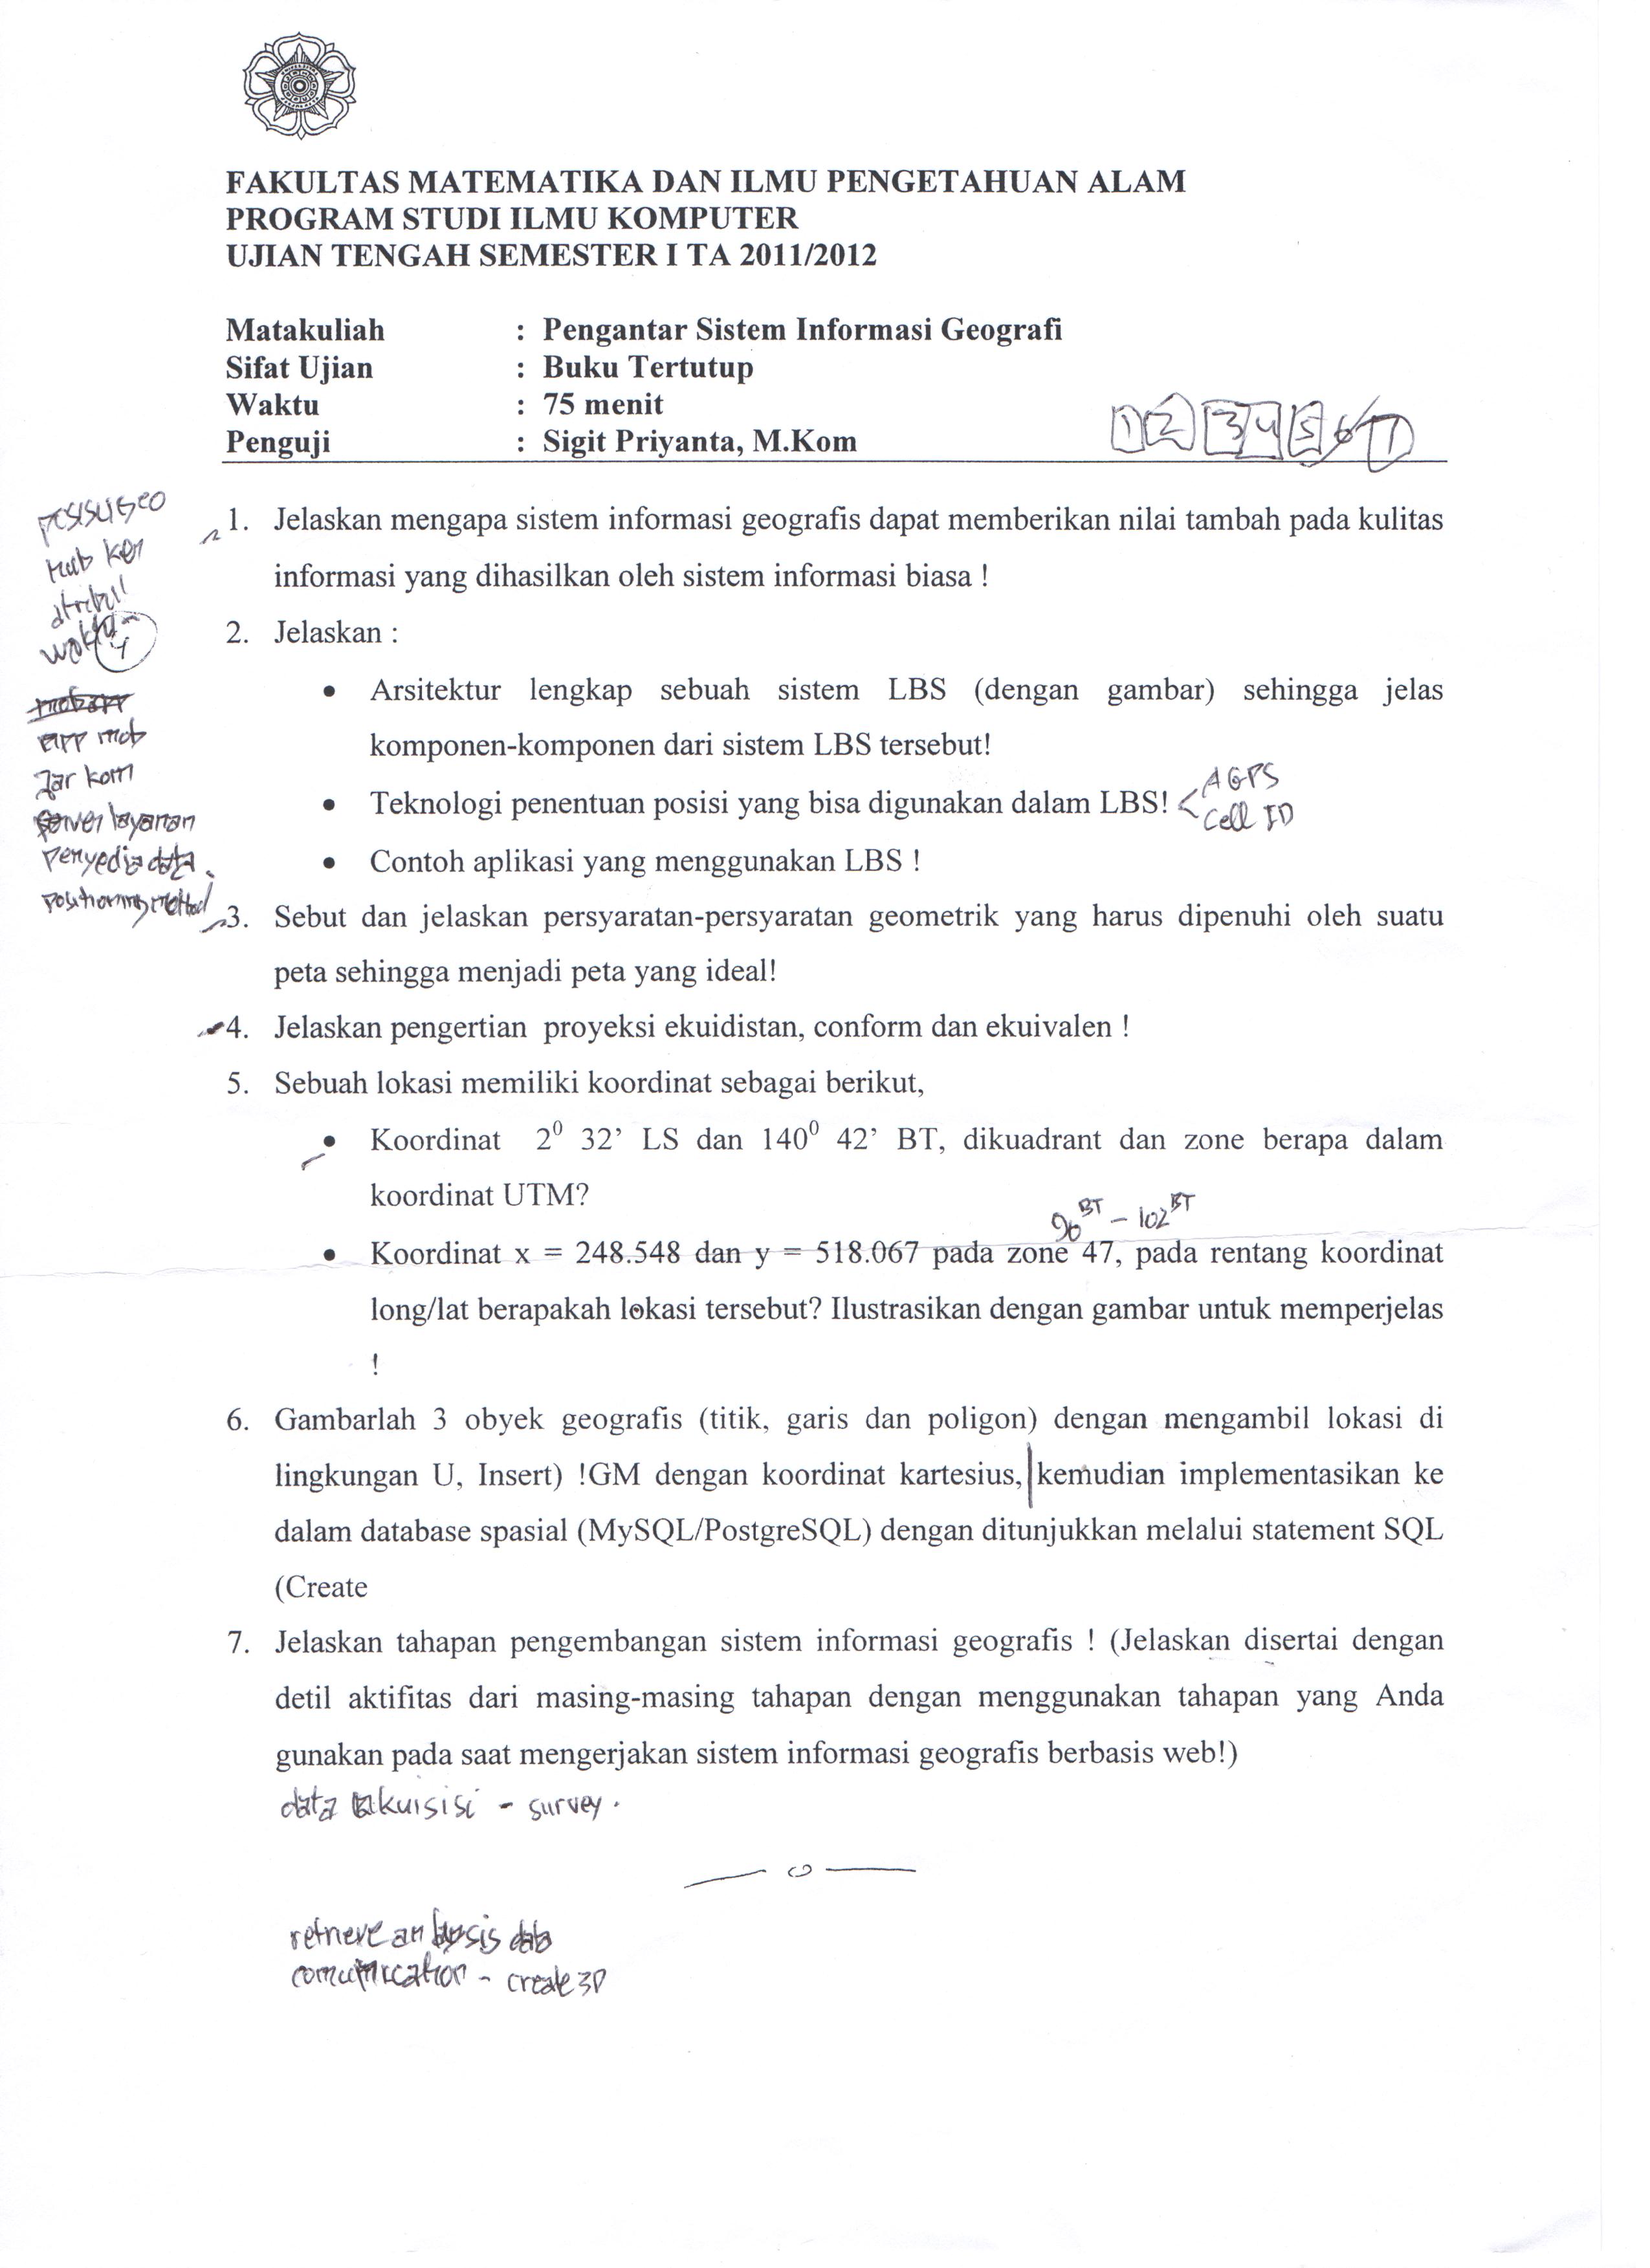 FAKULTAS MATEMATIKA DAN ILMU PENGETAHUAN ALAM
PROGRAM STUDI ILMU KOMPUTER
UJIAN TENGAH SEMESTER I TA 2011/2012
Matakuliah : Pengantar Sistem Informasi Geografi
Sifat Ujian : Buku Tertutup
Waktu : 75 menit
Penguji : Sigit Priyanta, M.Kom
1 2 3 4 5 6 7
posisi geo
hub ker
atribut
waktu
4
1. Jelaskan mengapa sistem informasi geografis dapat memberikan nilai tambah pada kulitas
informasi yang dihasilkan oleh sistem informasi biasa !
2. Jelaskan :
• Arsitektur lengkap sebuah sistem LBS (dengan gambar) sehingga jelas
komponen-komponen dari sistem LBS tersebut!
app mob
Jar kom
server layanan
penyedia data
positioning method
• Teknologi penentuan posisi yang bisa digunakan dalam LBS! < AGPS
Cell ID
• Contoh aplikasi yang menggunakan LBS !
3. Sebut dan jelaskan persyaratan-persyaratan geometrik yang harus dipenuhi oleh suatu
peta sehingga menjadi peta yang ideal!
4. Jelaskan pengertian proyeksi ekuidistan, conform dan ekuivalen !
5. Sebuah lokasi memiliki koordinat sebagai berikut,
• Koordinat 2⁰ 32’ LS dan 140⁰ 42’ BT, dikuadrant dan zone berapa dalam
koordinat UTM?
96 BT - 102 BT
• Koordinat x = 248.548 dan y = 518.067 pada zone 47, pada rentang koordinat
long/lat berapakah lokasi tersebut? Ilustrasikan dengan gambar untuk memperjelas
!
6. Gambarlah 3 obyek geografis (titik, garis dan poligon) dengan mengambil lokasi di
lingkungan U, Insert) !GM dengan koordinat kartesius, kemudian implementasikan ke
dalam database spasial (MySQL/PostgreSQL) dengan ditunjukkan melalui statement SQL
(Create
7. Jelaskan tahapan pengembangan sistem informasi geografis ! (Jelaskan disertai dengan
detil aktifitas dari masing-masing tahapan dengan menggunakan tahapan yang Anda
gunakan pada saat mengerjakan sistem informasi geografis berbasis web!)
data akuisisi - survey.
retrieve analysis data
comunication - create 3D